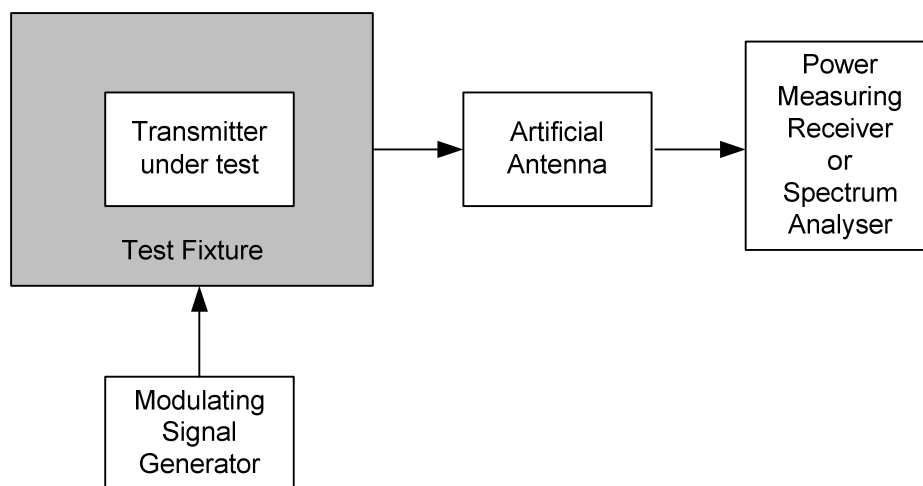 Transmitter
under test
Test Fixture
Artificial
Antenna
Power
Measuring
Receiver
or
Spectrum
Analyser
Modulating
Signal
Generator